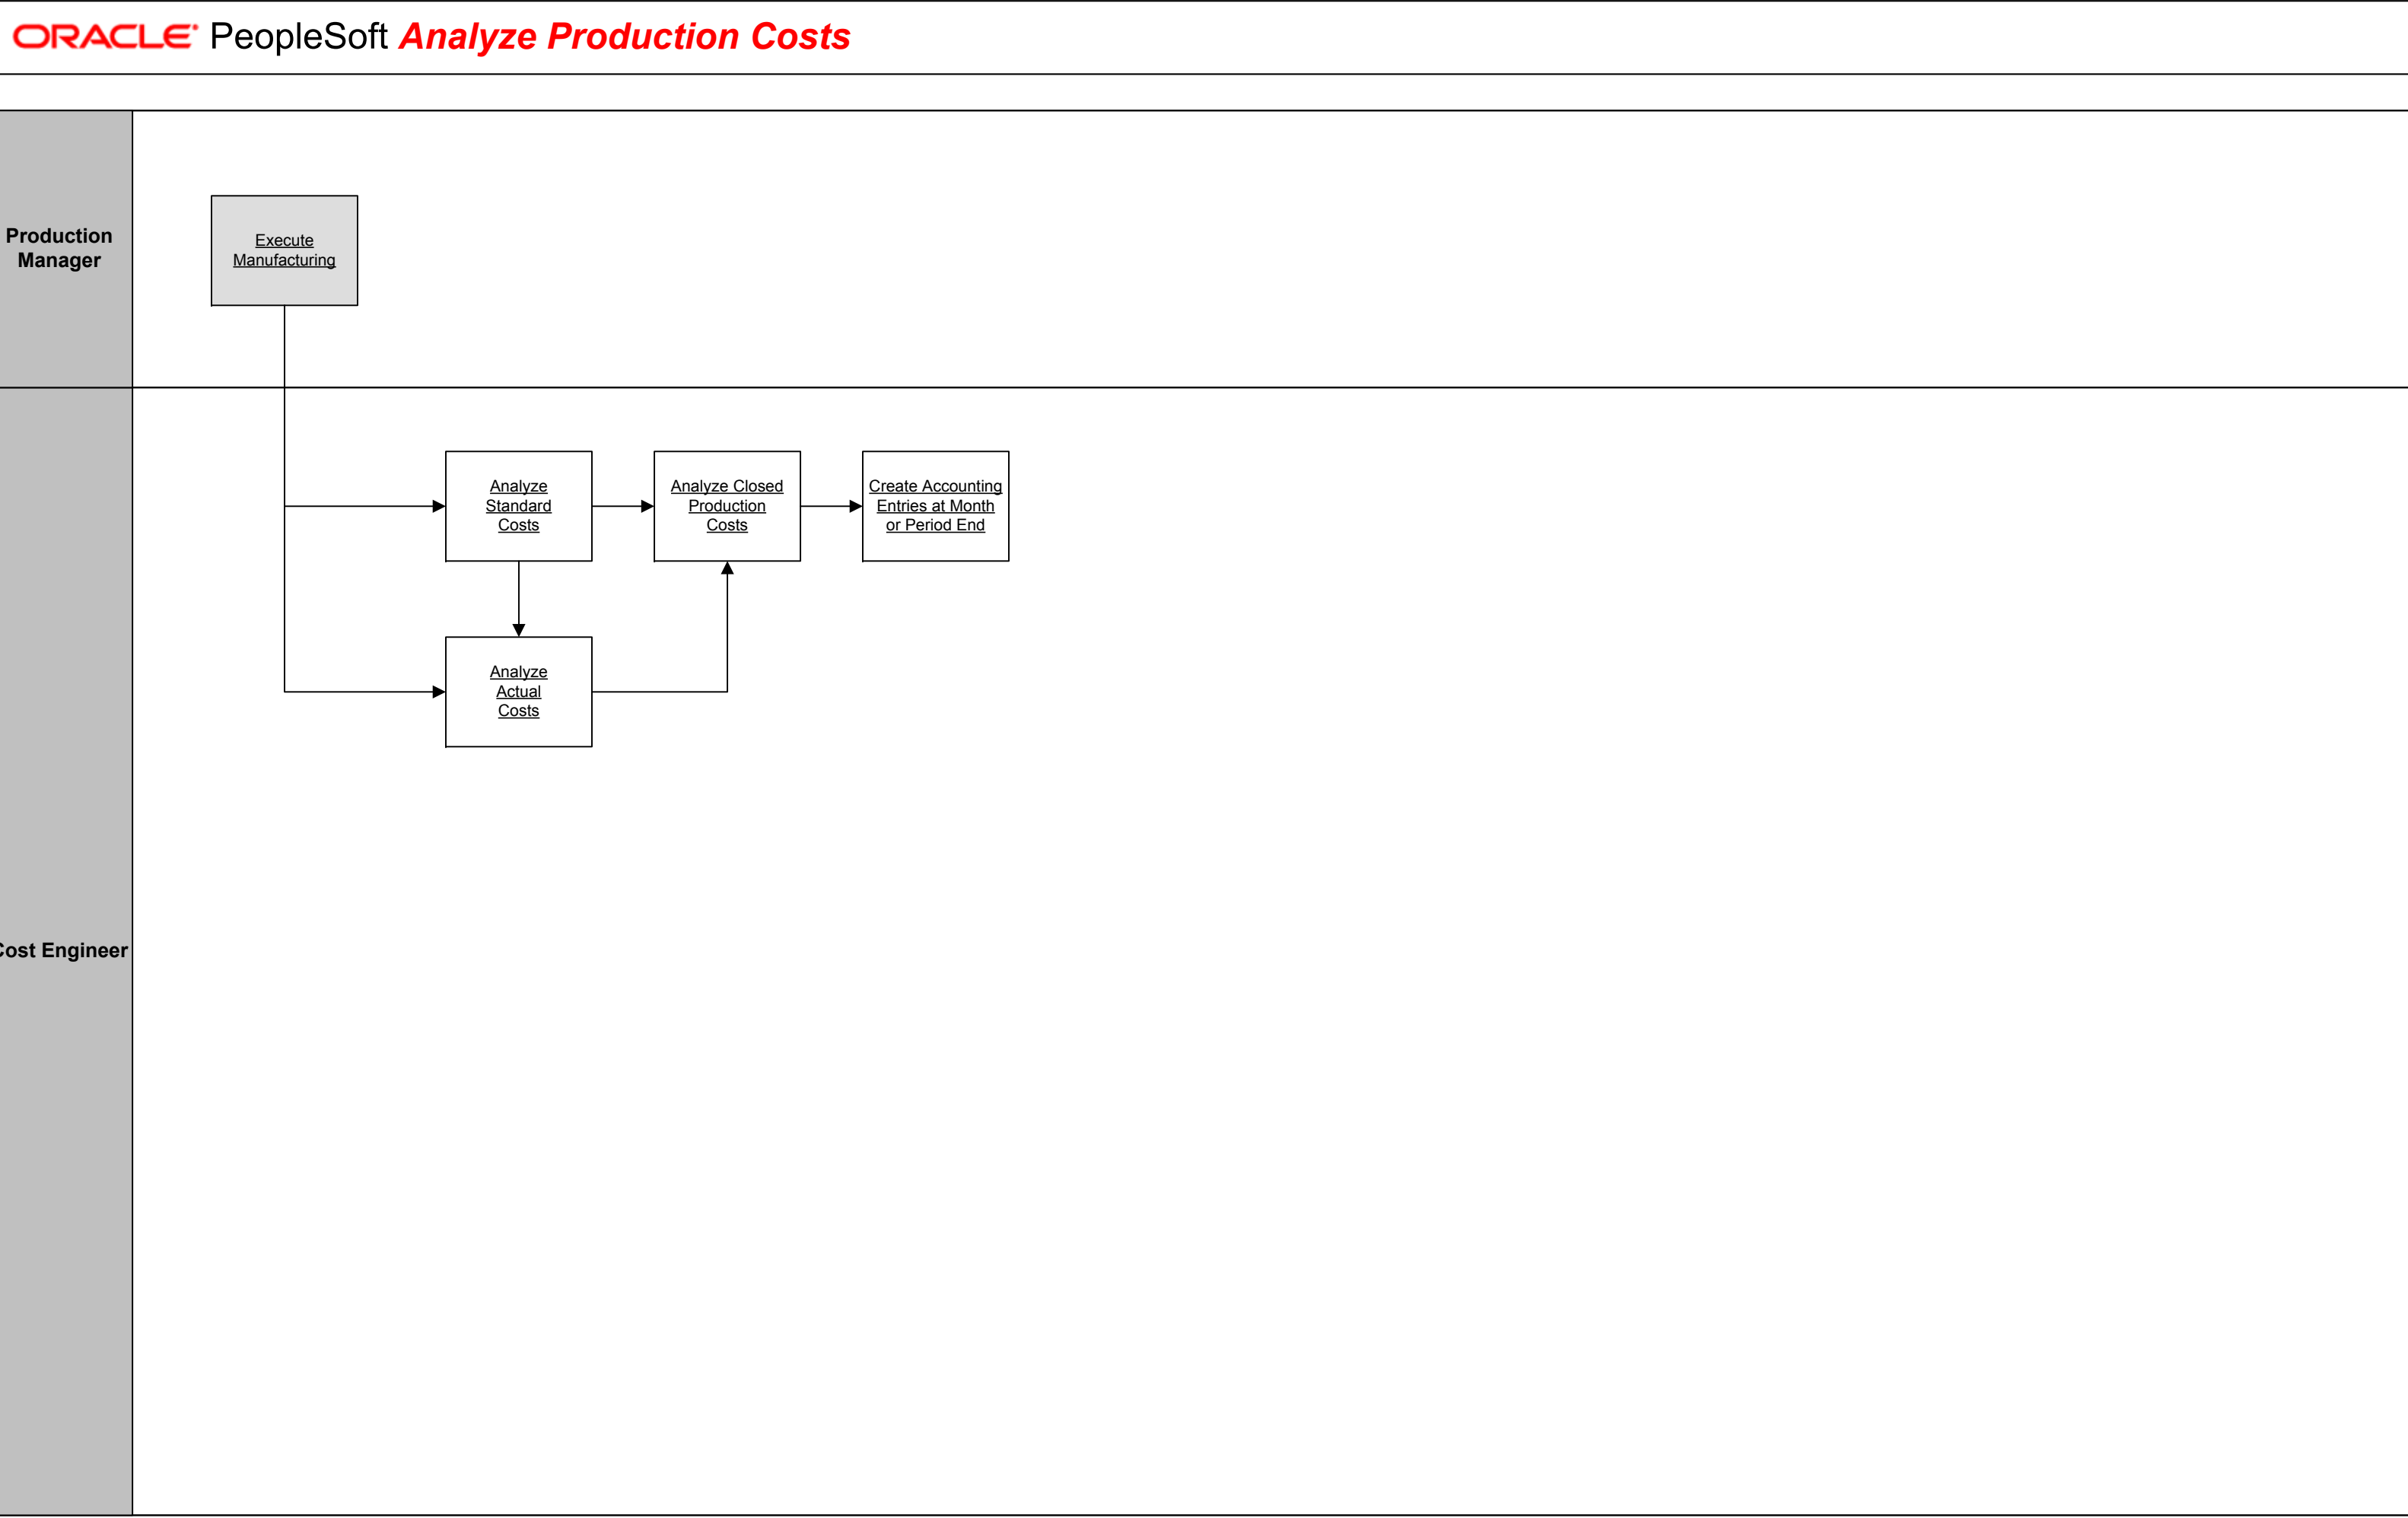 ORACLE® PeopleSoft Analyze Production Costs
Production
Manager
Execute
Manufacturing
Analyze
Standard
Costs
Analyze Closed
Production
Costs
Create Accounting
Entries at Month
or Period End
Analyze
Actual
Costs
Cost Engineer